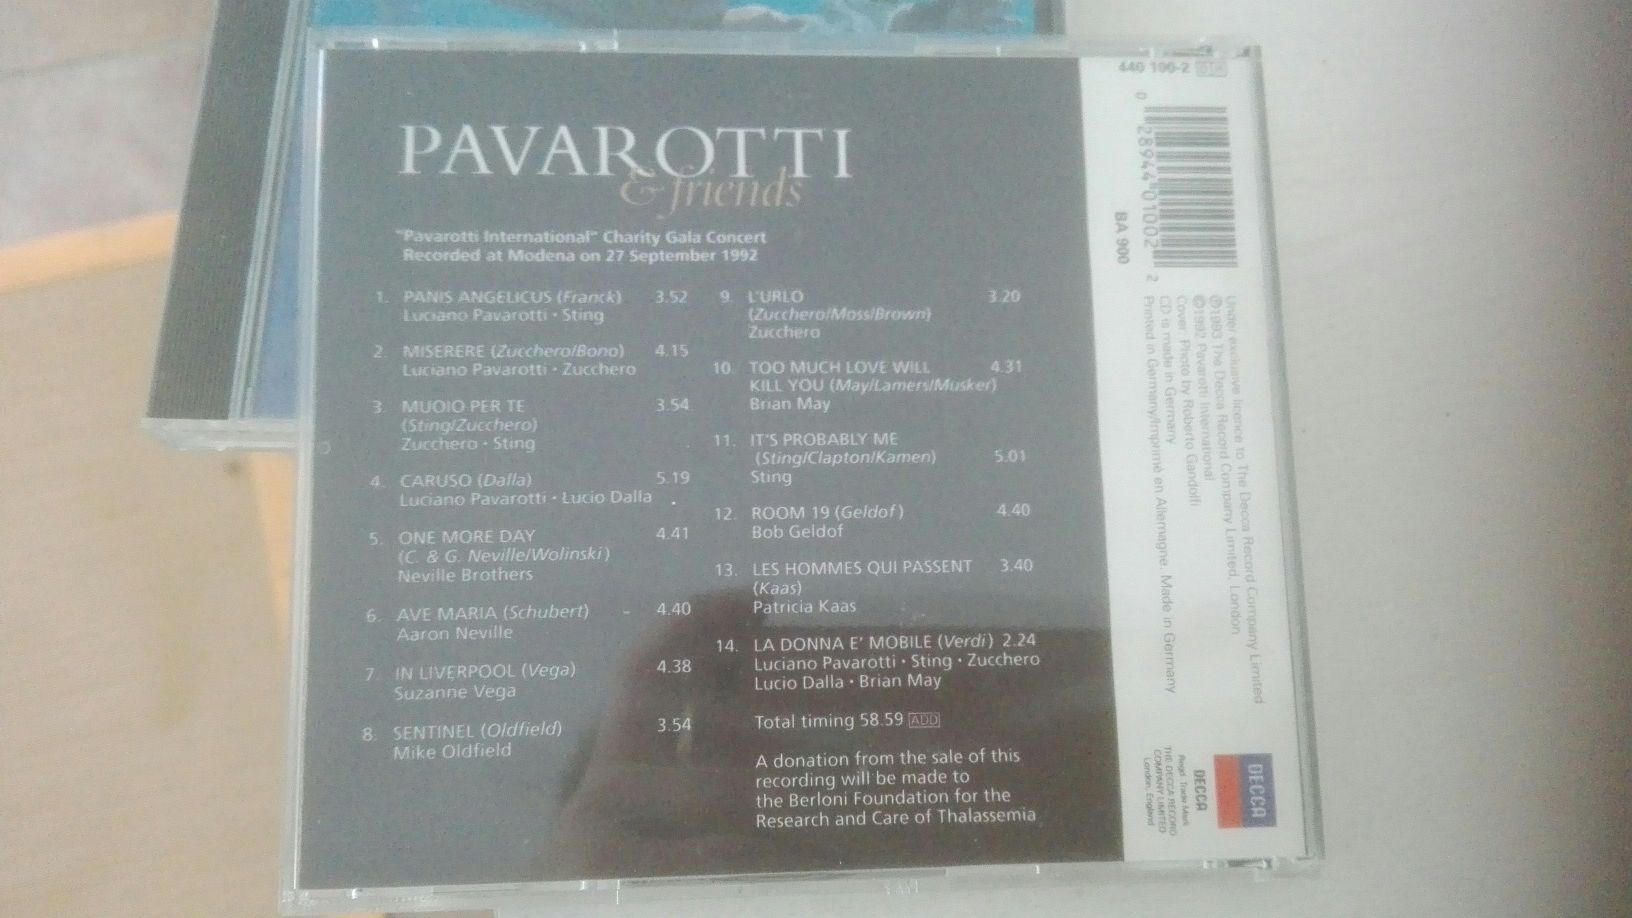 PAVAROTTI
& friends
"Pavarotti International" Charity Gala Concert
Recorded at Modena on 27 September 1992
1. PANIS ANGELICUS (Franck) 3.52
Luciano Pavarotti • Sting
2. MISERERE (Zucchero/Bono) 4.15
Luciano Pavarotti • Zucchero
3. MUOIO PER TE 3.54
(Sting/Zucchero)
Zucchero • Sting
4. CARUSO (Dalla) 5.19
Luciano Pavarotti • Lucio Dalla
5. ONE MORE DAY 4.41
(C. & G. Neville/Wolinski)
Neville Brothers
6. AVE MARIA (Schubert) 4.40
Aaron Neville
7. IN LIVERPOOL (Vega) 4.38
Suzanne Vega
8. SENTINEL (Oldfield) 3.54
Mike Oldfield
9. L'URLO 3.20
(Zucchero/Moss/Brown)
Zucchero
10. TOO MUCH LOVE WILL 4.31
KILL YOU (May/Lamers/Musker)
Brian May
11. IT'S PROBABLY ME
(Sting/Clapton/Kamen) 5.01
Sting
12. ROOM 19 (Geldof) 4.40
Bob Geldof
13. LES HOMMES QUI PASSENT 3.40
(Kaas)
Patricia Kaas
14. LA DONNA E' MOBILE (Verdi) 2.24
Luciano Pavarotti • Sting • Zucchero
Lucio Dalla • Brian May
Total timing 58.59 ADD
A donation from the sale of this
recording will be made to
the Berloni Foundation for the
Research and Care of Thalassemia
440 100-2
0 28944 01002 2
BA 900
Under exclusive licence to The Decca Record Company Limited
℗1993 The Decca Record Company Limited, London
©1992 Pavarotti International
Cover: Photo by Roberto Gandolfi
CD is made in Germany
Printed in Germany/Imprimé en Allemagne. Made in Germany
DECCA
DECCA
Regd. Trade Mark
THE DECCA RECORD
COMPANY LIMITED
London, England